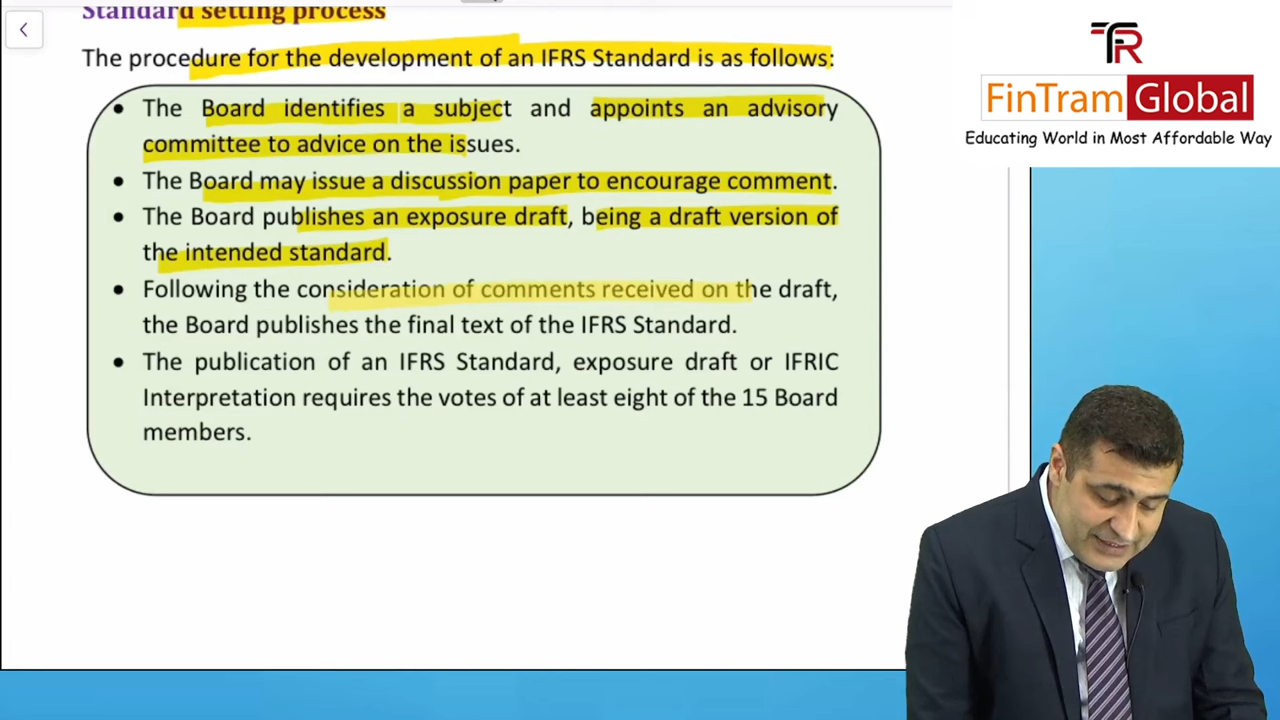 Standard setting process
The procedure for the development of an IFRS Standard is as follows:
• The Board identifies a subject and appoints an advisory
committee to advice on the issues.
• The Board may issue a discussion paper to encourage comment.
• The Board publishes an exposure draft, being a draft version of
the intended standard.
• Following the consideration of comments received on the draft,
the Board publishes the final text of the IFRS Standard.
• The publication of an IFRS Standard, exposure draft or IFRIC
Interpretation requires the votes of at least eight of the 15 Board
members.
FinTram Global
Educating World in Most Affordable Way